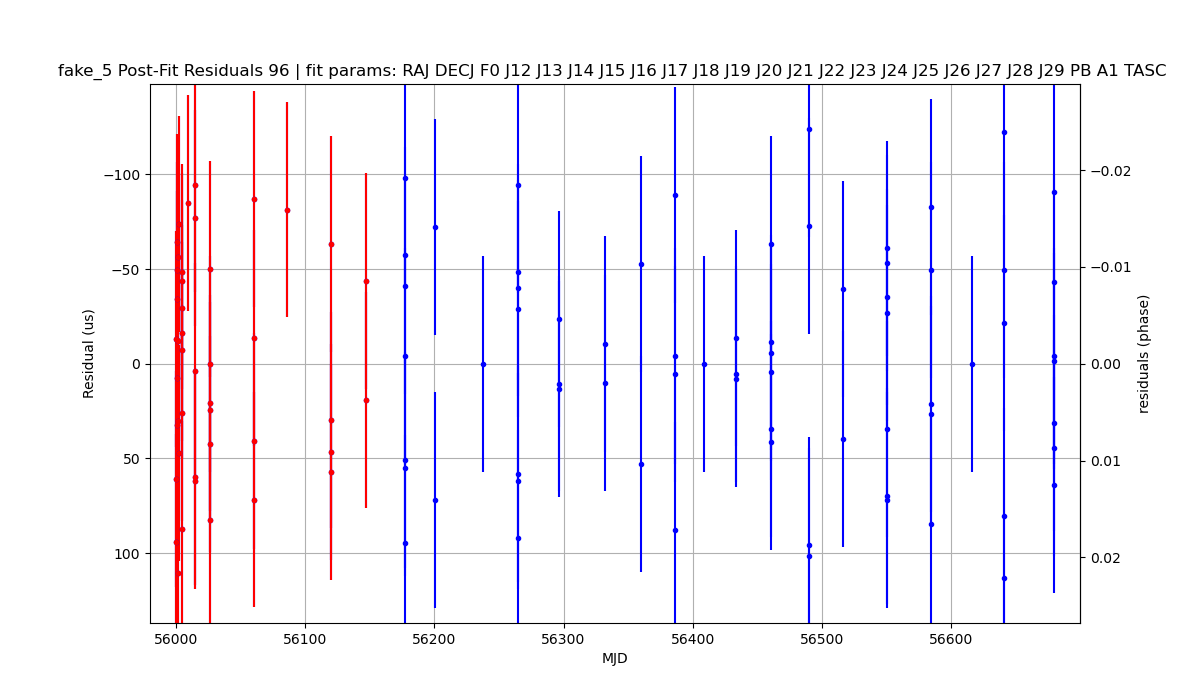 fake_5 Post-Fit Residuals 96 | fit params: RAJ DECJ F0 J12 J13 J14 J15 J16 J17 J18 J19 J20 J21 J22 J23 J24 J25 J26 J27 J28 J29 PB A1 TASC
−100
−50
0
50
100
Residual (us)
−0.02
−0.01
0.00
0.01
0.02
residuals (phase)
56000 56100 56200 56300 56400 56500 56600
MJD